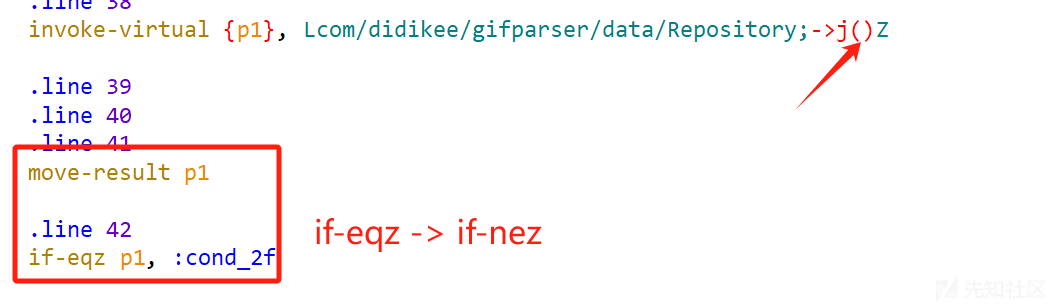 .line 38
invoke-virtual {p1}, Lcom/didikee/gifparser/data/Repository;->j()Z
.line 39
.line 40
.line 41
move-result p1
.line 42
if-eqz p1, :cond_2f
if-eqz -> if-nez
先知社区